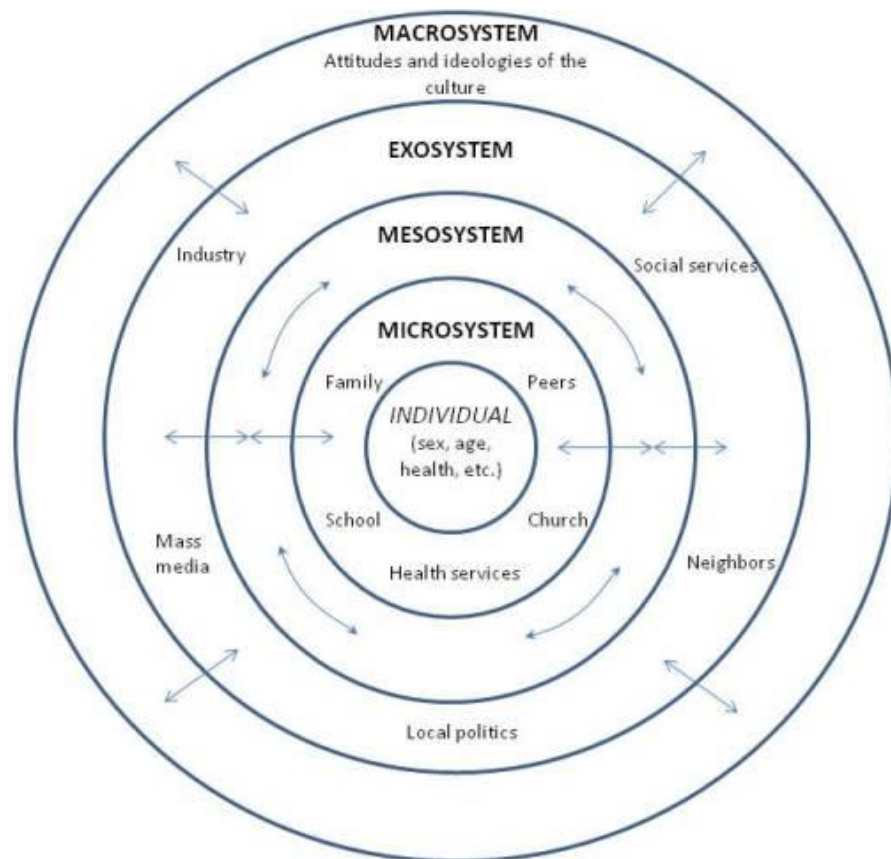 MACROSYSTEM
Attitudes and ideologies of the
culture
EXOSYSTEM
MESOSYSTEM
Industry
Social services
MICROSYSTEM
Family
Peers
INDIVIDUAL
(sex, age,
health, etc.)
School
Church
Mass
media
Health services
Neighbors
Local politics